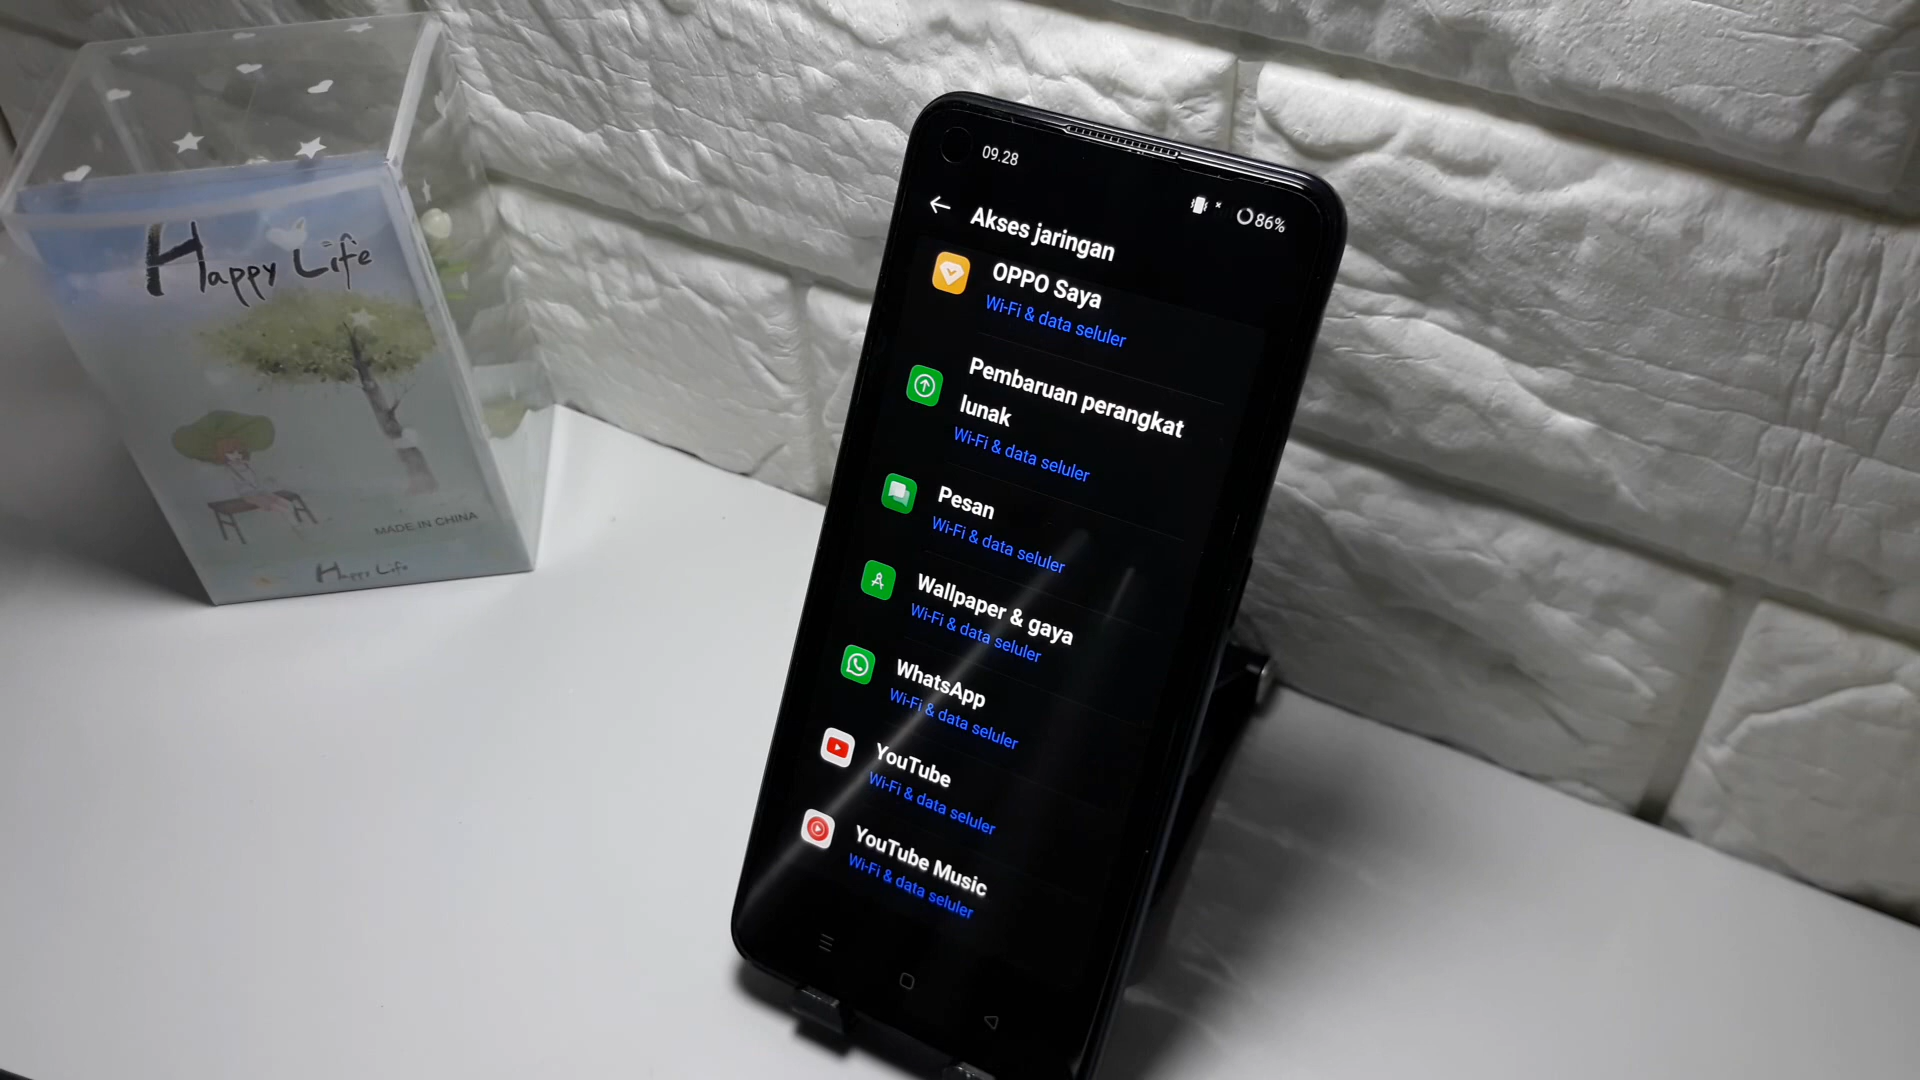 Happy Life
MADE IN CHINA
Happy Life
09.28
86%
Akses jaringan
OPPO Saya
Wi-Fi & data seluler
Pembaruan perangkat
lunak
Wi-Fi & data seluler
Pesan
Wi-Fi & data seluler
Wallpaper & gaya
Wi-Fi & data seluler
WhatsApp
Wi-Fi & data seluler
YouTube
Wi-Fi & data seluler
YouTube Music
Wi-Fi & data seluler